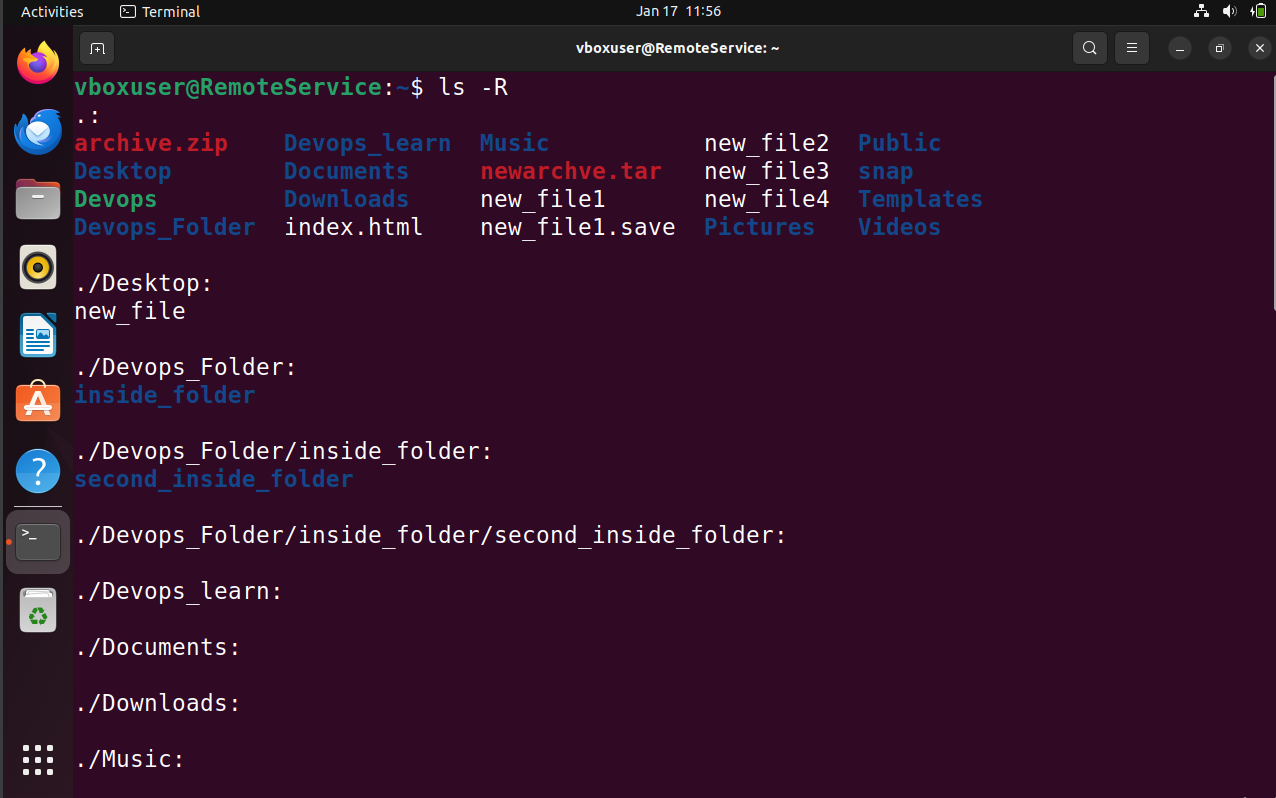 Activities Terminal Jan 17 11:56
vboxuser@RemoteService: ~
vboxuser@RemoteService:~$ ls -R
.:
archive.zip Devops_learn Music new_file2 Public
Desktop Documents newarchve.tar new_file3 snap
Devops Downloads new_file1 new_file4 Templates
Devops_Folder index.html new_file1.save Pictures Videos
./Desktop:
new_file
./Devops_Folder:
inside_folder
./Devops_Folder/inside_folder:
second_inside_folder
./Devops_Folder/inside_folder/second_inside_folder:
./Devops_learn:
./Documents:
./Downloads:
./Music: